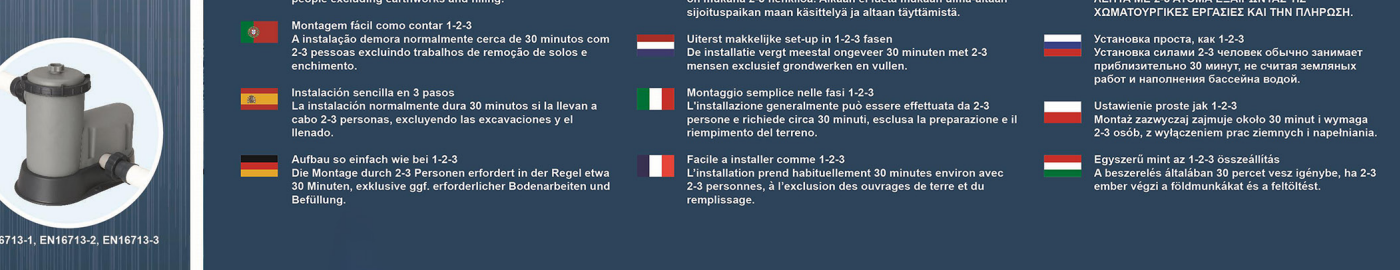 people excluding earthworks and filling.
Montagem fácil como contar 1-2-3
A instalação demora normalmente cerca de 30 minutos com
2-3 pessoas excluindo trabalhos de remoção de solos e
enchimento.
Instalación sencilla en 3 pasos
La instalación normalmente dura 30 minutos si la llevan a
cabo 2-3 personas, excluyendo las excavaciones y el
llenado.
Aufbau so einfach wie bei 1-2-3
Die Montage durch 2-3 Personen erfordert in der Regel etwa
30 Minuten, exklusive ggf. erforderlicher Bodenarbeiten und
Befüllung.
sijoituspaikan maan käsittelyä ja altaan täyttämistä.
Uiterst makkelijke set-up in 1-2-3 fasen
De installatie vergt meestal ongeveer 30 minuten met 2-3
mensen exclusief grondwerken en vullen.
Montaggio semplice nelle fasi 1-2-3
L'installazione generalmente può essere effettuata da 2-3
persone e richiede circa 30 minuti, esclusa la preparazione e il
riempimento del terreno.
Facile a installer comme 1-2-3
L'installation prend habituellement 30 minutes environ avec
2-3 personnes, à l'exclusion des ouvrages de terre et du
remplissage.
ΧΩΜΑΤΟΥΡΓΙΚΕΣ ΕΡΓΑΣΙΕΣ ΚΑΙ ΤΗΝ ΠΛΗΡΩΣΗ.
Установка проста, как 1-2-3
Установка силами 2-3 человек обычно занимает
приблизительно 30 минут, не считая земляных
работ и наполнения бассейна водой.
Ustawienie proste jak 1-2-3
Montaż zazwyczaj zajmuje około 30 minut i wymaga
2-3 osób, z wyłączeniem prac ziemnych i napełniania.
Egyszerű mint az 1-2-3 összeállítás
A beszerelés általában 30 percet vesz igénybe, ha 2-3
ember végzi a földmunkákat és a feltöltést.
6713-1, EN16713-2, EN16713-3